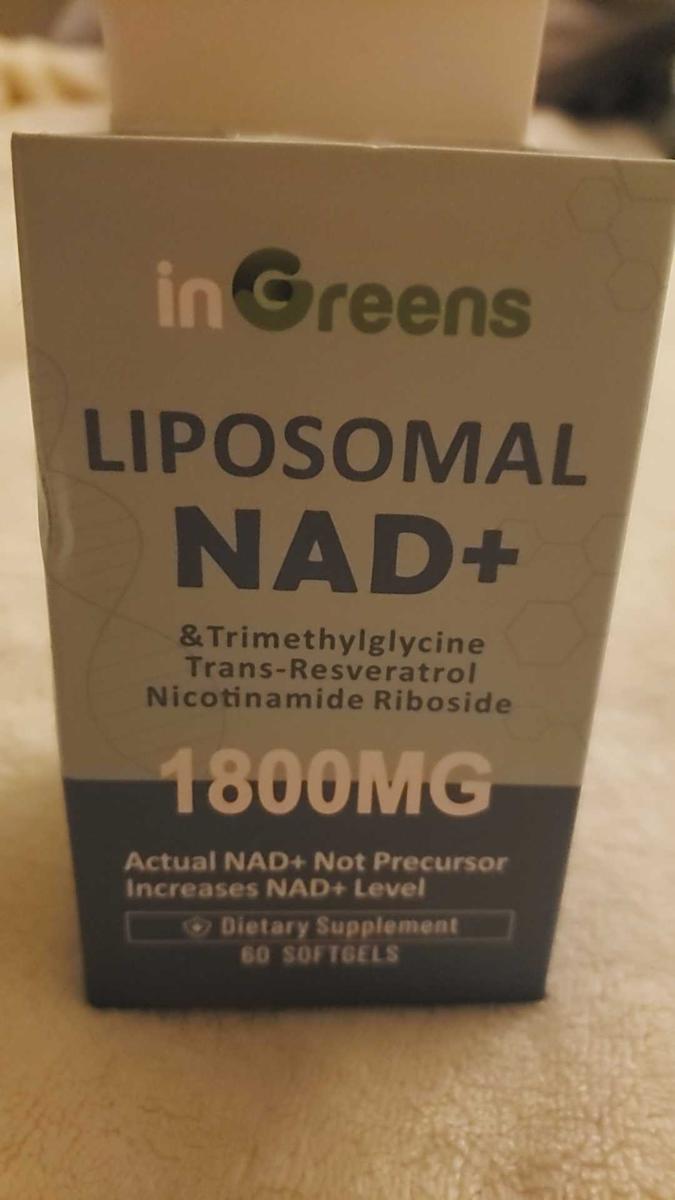 inGreens
LIPOSOMAL
NAD+
&Trimethylglycine
Trans-Resveratrol
Nicotinamide Riboside
1800MG
Actual NAD+ Not Precursor
Increases NAD+ Level
Dietary Supplement
60 SOFTGELS